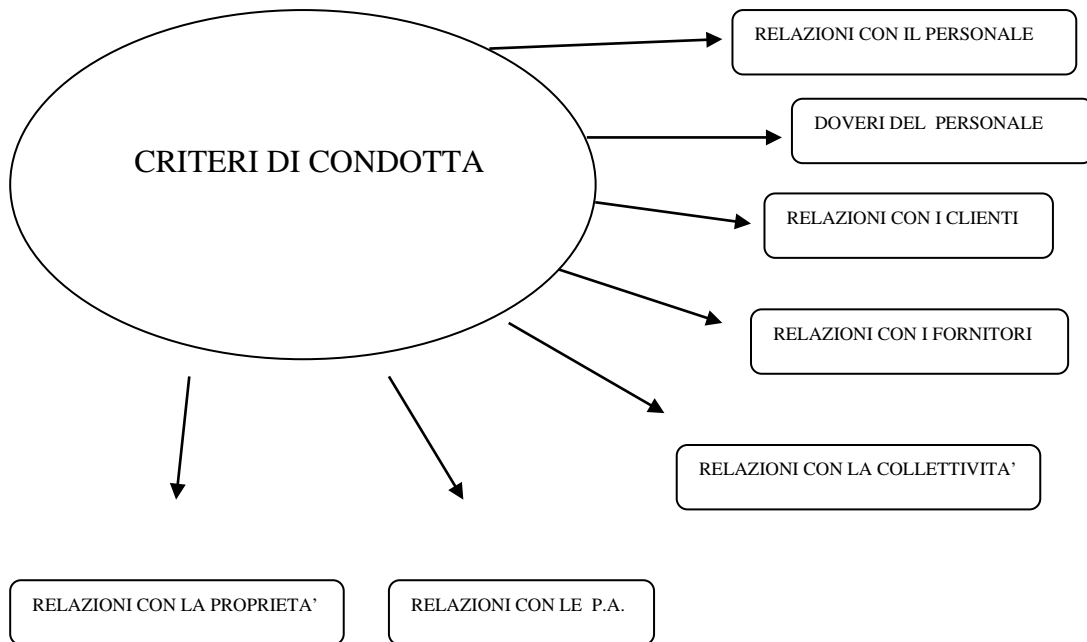 RELAZIONI CON IL PERSONALE
DOVERI DEL  PERSONALE
CRITERI DI CONDOTTA
RELAZIONI CON I CLIENTI
RELAZIONI CON I FORNITORI
RELAZIONI CON LA COLLETTIVITA’
RELAZIONI CON LA PROPRIETA’
RELAZIONI CON LE  P.A.